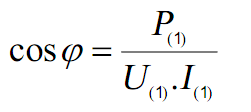 cos φ = P₍₁₎ / U₍₁₎.I₍₁₎